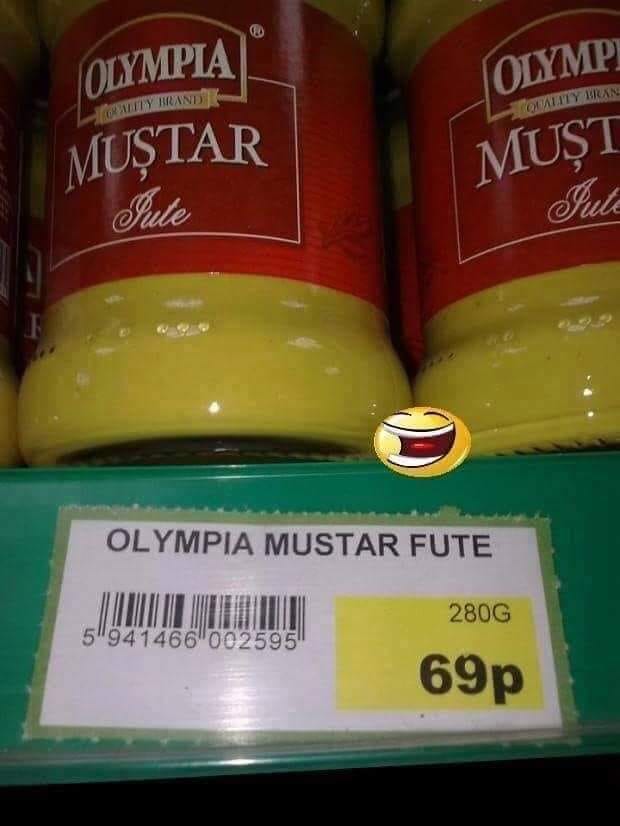 OLYMPIA ®
QUALITY BRAND
MUȘTAR
Iute
OLYMPI
QUALITY BRAN
MUȘT
Iute
OLYMPIA MUSTAR FUTE
5 941466 002595
280G
69p